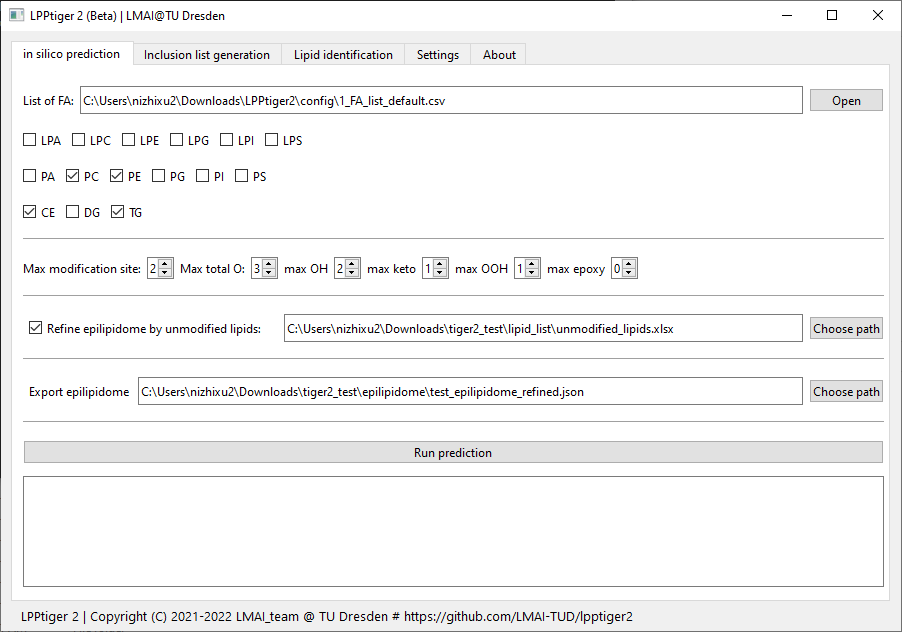 LPPtiger 2 (Beta) | LMAI@TU Dresden
in silico prediction Inclusion list generation Lipid identification Settings About
List of FA: C:\Users\nizhixu2\Downloads\LPPtiger2\config\1_FA_list_default.csv Open
LPA LPC LPE LPG LPI LPS
PA PC PE PG PI PS
CE DG TG
Max modification site: 2 Max total O: 3 max OH 2 max keto 1 max OOH 1 max epoxy 0
Refine epilipidome by unmodified lipids: C:\Users\nizhixu2\Downloads\tiger2_test\lipid_list\unmodified_lipids.xlsx Choose path
Export epilipidome C:\Users\nizhixu2\Downloads\tiger2_test\epilipidome\test_epilipidome_refined.json Choose path
Run prediction
LPPtiger 2 | Copyright (C) 2021-2022 LMAI_team @ TU Dresden # https://github.com/LMAI-TUD/lpptiger2